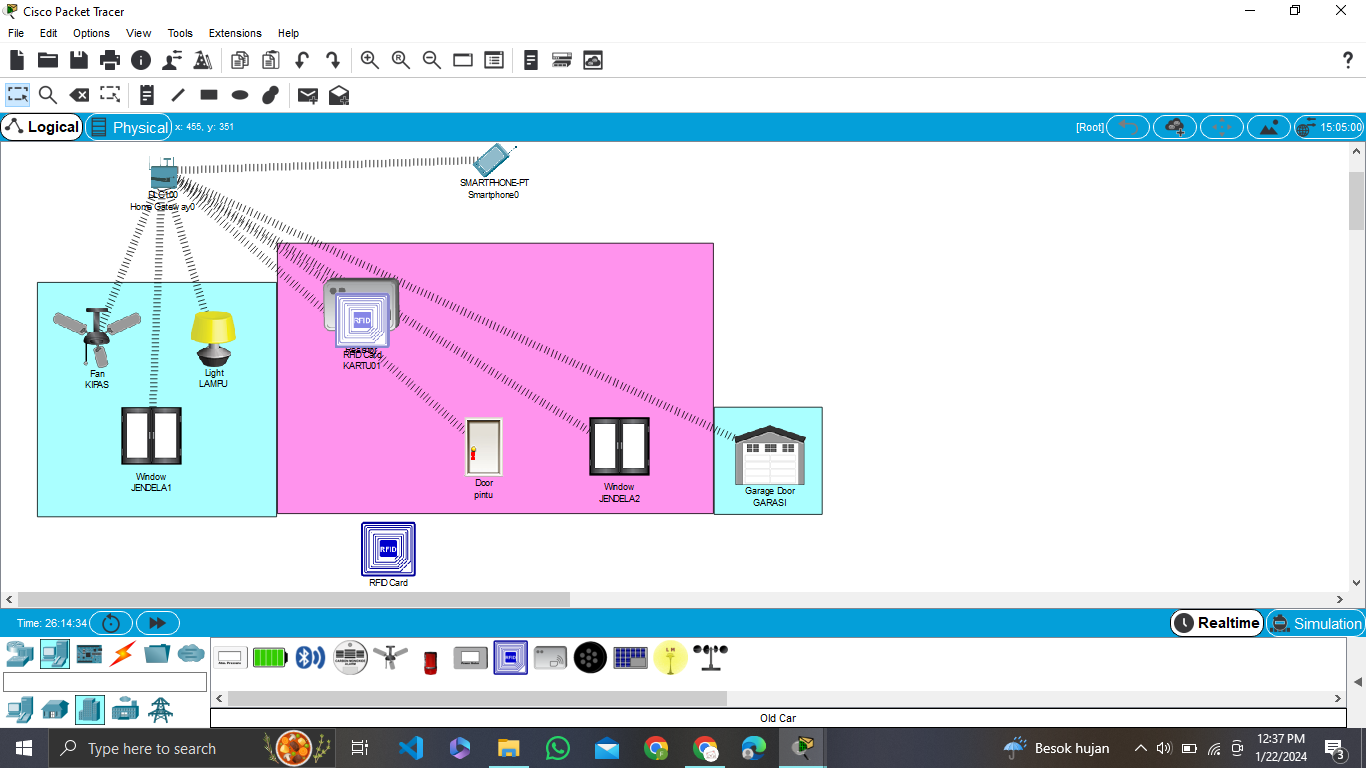 Cisco Packet Tracer
File Edit Options View Tools Extensions Help
R
?
Logical
Physical
x: 455, y: 351
[Root]
15:05:00
SMARTPHONE-PT
Smartphone0
Home Gateway0
RFID
RFID Card
KARTU01
Fan
KIPAS
Light
LAMPU
Window
JENDELA1
Door
pintu
Window
JENDELA2
Garage Door
GARASI
RFID
RFID Card
Time: 26:14:34
Realtime
Simulation
RFID
Old Car
Type here to search
Besok hujan
12:37 PM
1/22/2024
3